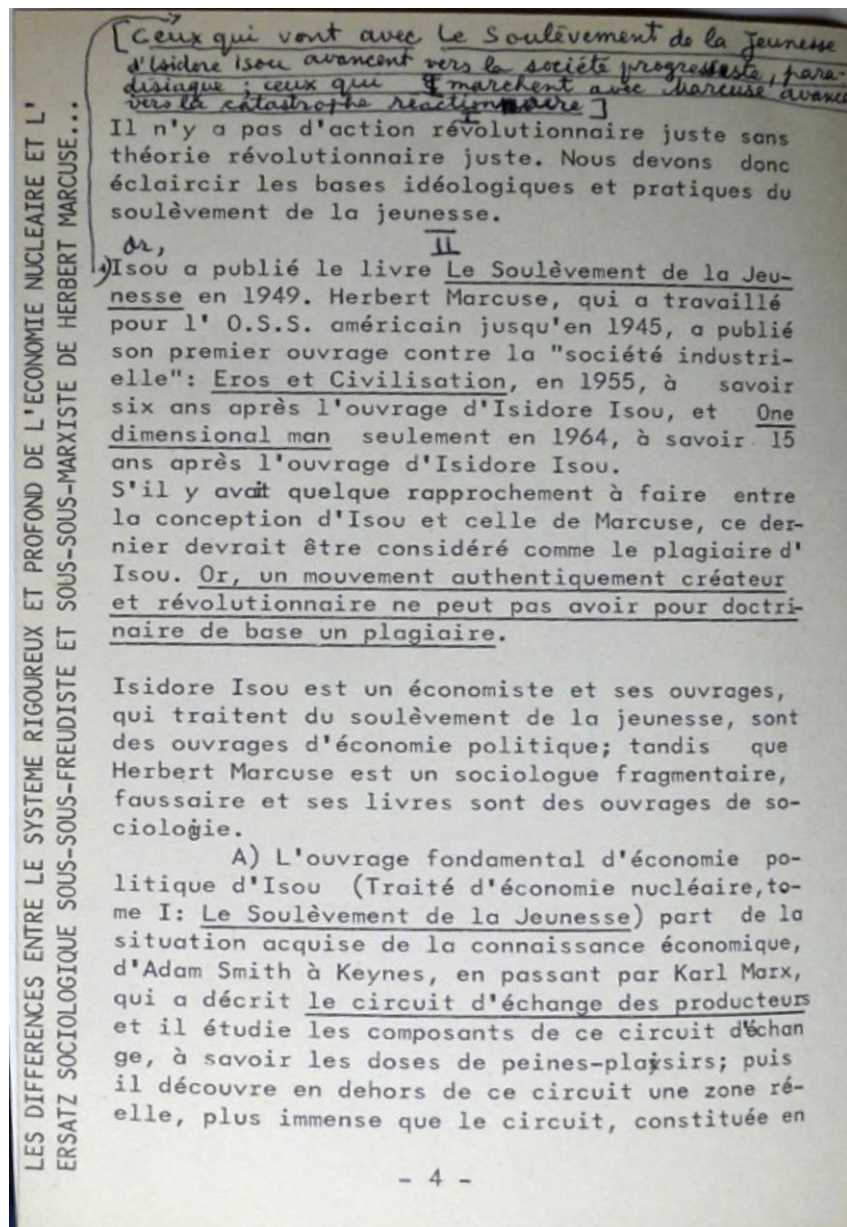 [Ceux qui vont avec Le Soulèvement de la Jeunesse
d'Isidore Isou avancent vers la société progressiste, para-
disiaque ; ceux qui marchent avec Marcuse avance
vers la catastrophe réactionnaire]
Il n'y a pas d'action révolutionnaire juste sans
théorie révolutionnaire juste. Nous devons donc
éclaircir les bases idéologiques et pratiques du
soulèvement de la jeunesse.
or,
II
Isou a publié le livre Le Soulèvement de la Jeu-
nesse en 1949. Herbert Marcuse, qui a travaillé
pour l' O.S.S. américain jusqu'en 1945, a publié
son premier ouvrage contre la "société industri-
elle": Eros et Civilisation, en 1955, à savoir
six ans après l'ouvrage d'Isidore Isou, et One
dimensional man seulement en 1964, à savoir 15
ans après l'ouvrage d'Isidore Isou.
S'il y avait quelque rapprochement à faire entre
la conception d'Isou et celle de Marcuse, ce der-
nier devrait être considéré comme le plagiaire d'
Isou. Or, un mouvement authentiquement créateur
et révolutionnaire ne peut pas avoir pour doctri-
naire de base un plagiaire.
Isidore Isou est un économiste et ses ouvrages,
qui traitent du soulèvement de la jeunesse, sont
des ouvrages d'économie politique; tandis que
Herbert Marcuse est un sociologue fragmentaire,
faussaire et ses livres sont des ouvrages de so-
ciologie.
A) L'ouvrage fondamental d'économie po-
litique d'Isou (Traité d'économie nucléaire,to-
me I: Le Soulèvement de la Jeunesse) part de la
situation acquise de la connaissance économique,
d'Adam Smith à Keynes, en passant par Karl Marx,
qui a décrit le circuit d'échange des producteurs
et il étudie les composants de ce circuit d'échan
ge, à savoir les doses de peines-plaisirs; puis
il découvre en dehors de ce circuit une zone ré-
elle, plus immense que le circuit, constituée en
- 4 -
LES DIFFERENCES ENTRE LE SYSTEME RIGOUREUX ET PROFOND DE L'ECONOMIE NUCLEAIRE ET L'
ERSATZ SOCIOLOGIQUE SOUS-SOUS-FREUDISTE ET SOUS-SOUS-MARXISTE DE HERBERT MARCUSE...